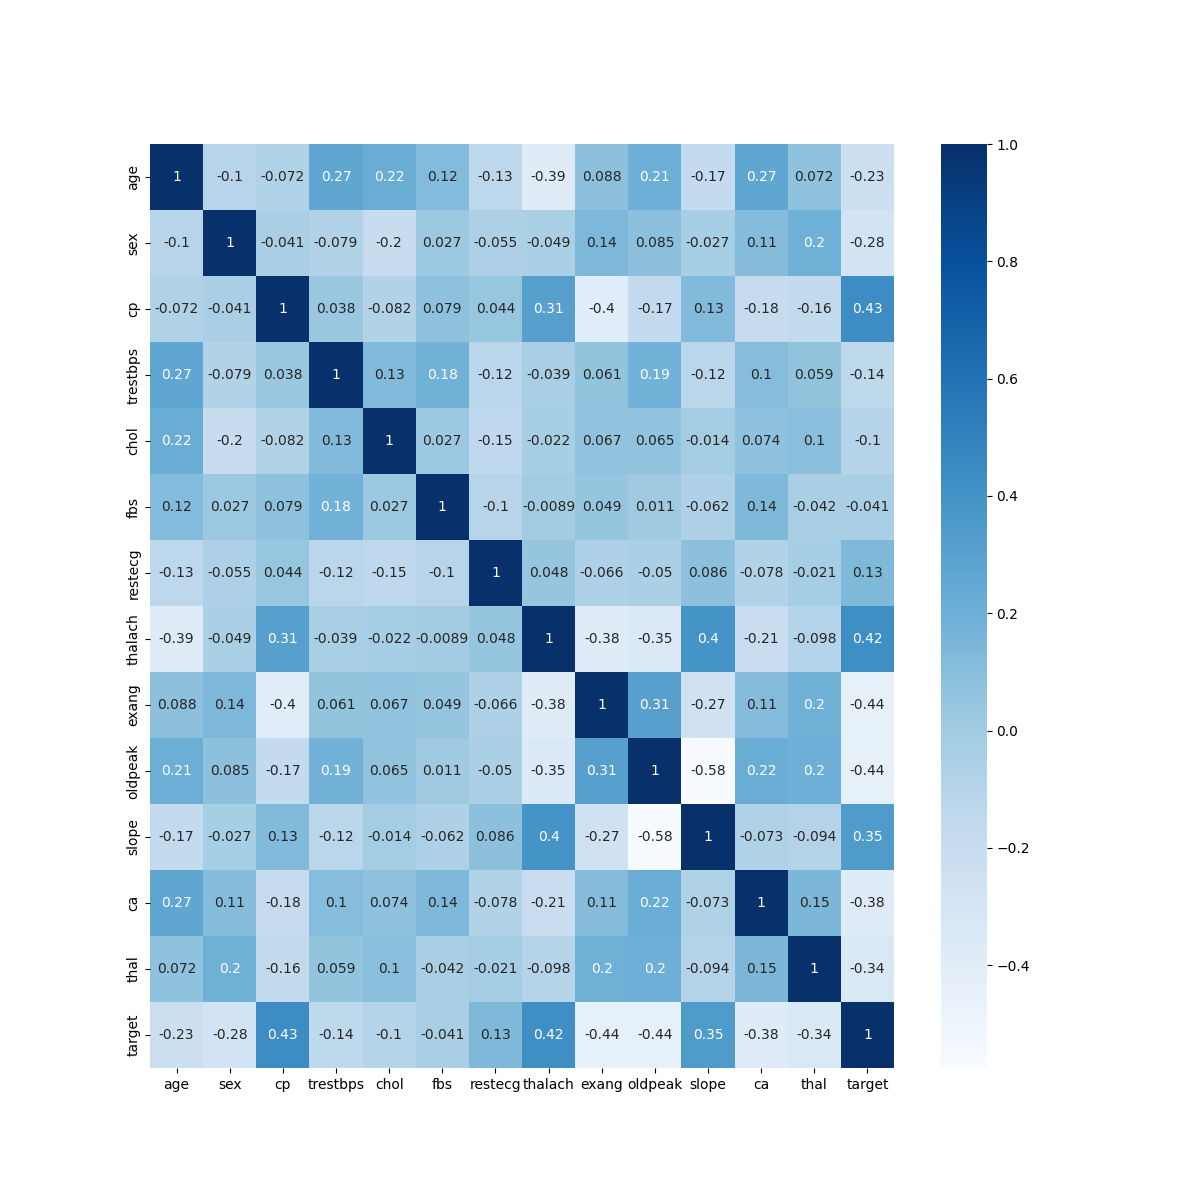 age 1 -0.1 -0.072 0.27 0.22 0.12 -0.13 -0.39 0.088 0.21 -0.17 0.27 0.072 -0.23
sex -0.1 1 -0.041 -0.079 -0.2 0.027 -0.055 -0.049 0.14 0.085 -0.027 0.11 0.2 -0.28
cp -0.072 -0.041 1 0.038 -0.082 0.079 0.044 0.31 -0.4 -0.17 0.13 -0.18 -0.16 0.43
trestbps 0.27 -0.079 0.038 1 0.13 0.18 -0.12 -0.039 0.061 0.19 -0.12 0.1 0.059 -0.14
chol 0.22 -0.2 -0.082 0.13 1 0.027 -0.15 -0.022 0.067 0.065 -0.014 0.074 0.1 -0.1
fbs 0.12 0.027 0.079 0.18 0.027 1 -0.1 -0.0089 0.049 0.011 -0.062 0.14 -0.042 -0.041
restecg -0.13 -0.055 0.044 -0.12 -0.15 -0.1 1 0.048 -0.066 -0.05 0.086 -0.078 -0.021 0.13
thalach -0.39 -0.049 0.31 -0.039 -0.022 -0.0089 0.048 1 -0.38 -0.35 0.4 -0.21 -0.098 0.42
exang 0.088 0.14 -0.4 0.061 0.067 0.049 -0.066 -0.38 1 0.31 -0.27 0.11 0.2 -0.44
oldpeak 0.21 0.085 -0.17 0.19 0.065 0.011 -0.05 -0.35 0.31 1 -0.58 0.22 0.2 -0.44
slope -0.17 -0.027 0.13 -0.12 -0.014 -0.062 0.086 0.4 -0.27 -0.58 1 -0.073 -0.094 0.35
ca 0.27 0.11 -0.18 0.1 0.074 0.14 -0.078 -0.21 0.11 0.22 -0.073 1 0.15 -0.38
thal 0.072 0.2 -0.16 0.059 0.1 -0.042 -0.021 -0.098 0.2 0.2 -0.094 0.15 1 -0.34
target -0.23 -0.28 0.43 -0.14 -0.1 -0.041 0.13 0.42 -0.44 -0.44 0.35 -0.38 -0.34 1
age sex cp trestbps chol fbs restecg thalach exang oldpeak slope ca thal target
1.0
0.8
0.6
0.4
0.2
0.0
−0.2
−0.4